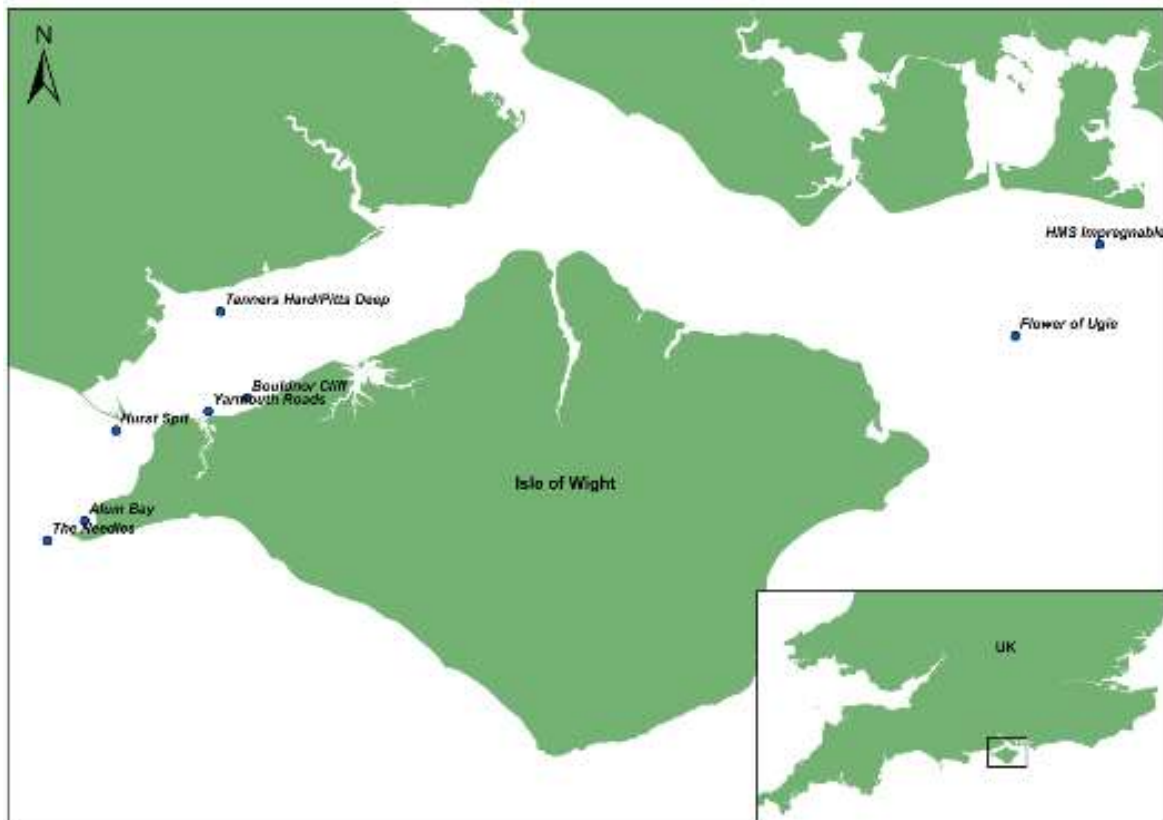 N
HMS Impregnable
Tanners Hard/Pitts Deep
Flower of Ugie
Bouldnor Cliff
Yarmouth Roads
Hurst Spit
Isle of Wight
Alum Bay
The Needles
UK